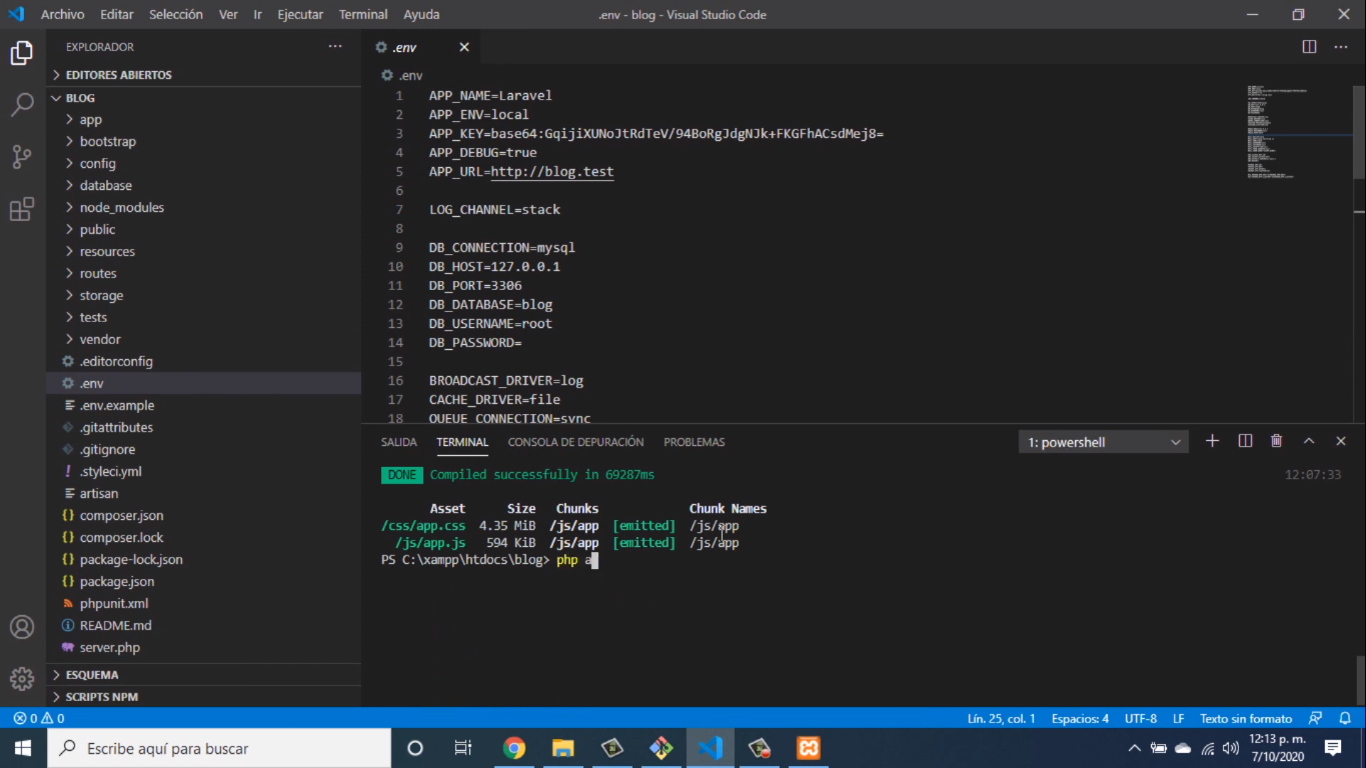 Archivo Editar Selección Ver Ir Ejecutar Terminal Ayuda
.env - blog - Visual Studio Code
EXPLORADOR
EDITORES ABIERTOS
BLOG
app
bootstrap
config
database
node_modules
public
resources
routes
storage
tests
vendor
.editorconfig
.env
.env.example
.gitattributes
.gitignore
.styleci.yml
artisan
composer.json
composer.lock
package-lock.json
package.json
phpunit.xml
README.md
server.php
ESQUEMA
SCRIPTS NPM
.env
.env
1 APP_NAME=Laravel
2 APP_ENV=local
3 APP_KEY=base64:GqijiXUNoJtRdTeV/94BoRgJdgNJk+FKGFhACsdMej8=
4 APP_DEBUG=true
5 APP_URL=http://blog.test
6
7 LOG_CHANNEL=stack
8
9 DB_CONNECTION=mysql
10 DB_HOST=127.0.0.1
11 DB_PORT=3306
12 DB_DATABASE=blog
13 DB_USERNAME=root
14 DB_PASSWORD=
15
16 BROADCAST_DRIVER=log
17 CACHE_DRIVER=file
18 QUEUE_CONNECTION=sync
SALIDA TERMINAL CONSOLA DE DEPURACIÓN PROBLEMAS
1: powershell
DONE Compiled successfully in 69287ms 12:07:33
Asset Size Chunks Chunk Names
/css/app.css 4.35 MiB /js/app [emitted] /js/app
/js/app.js 594 KiB /js/app [emitted] /js/app
PS C:\xampp\htdocs\blog> php a
0 0
Lín. 25, col. 1 Espacios: 4 UTF-8 LF Texto sin formato
Escribe aquí para buscar
12:13 p. m.
7/10/2020